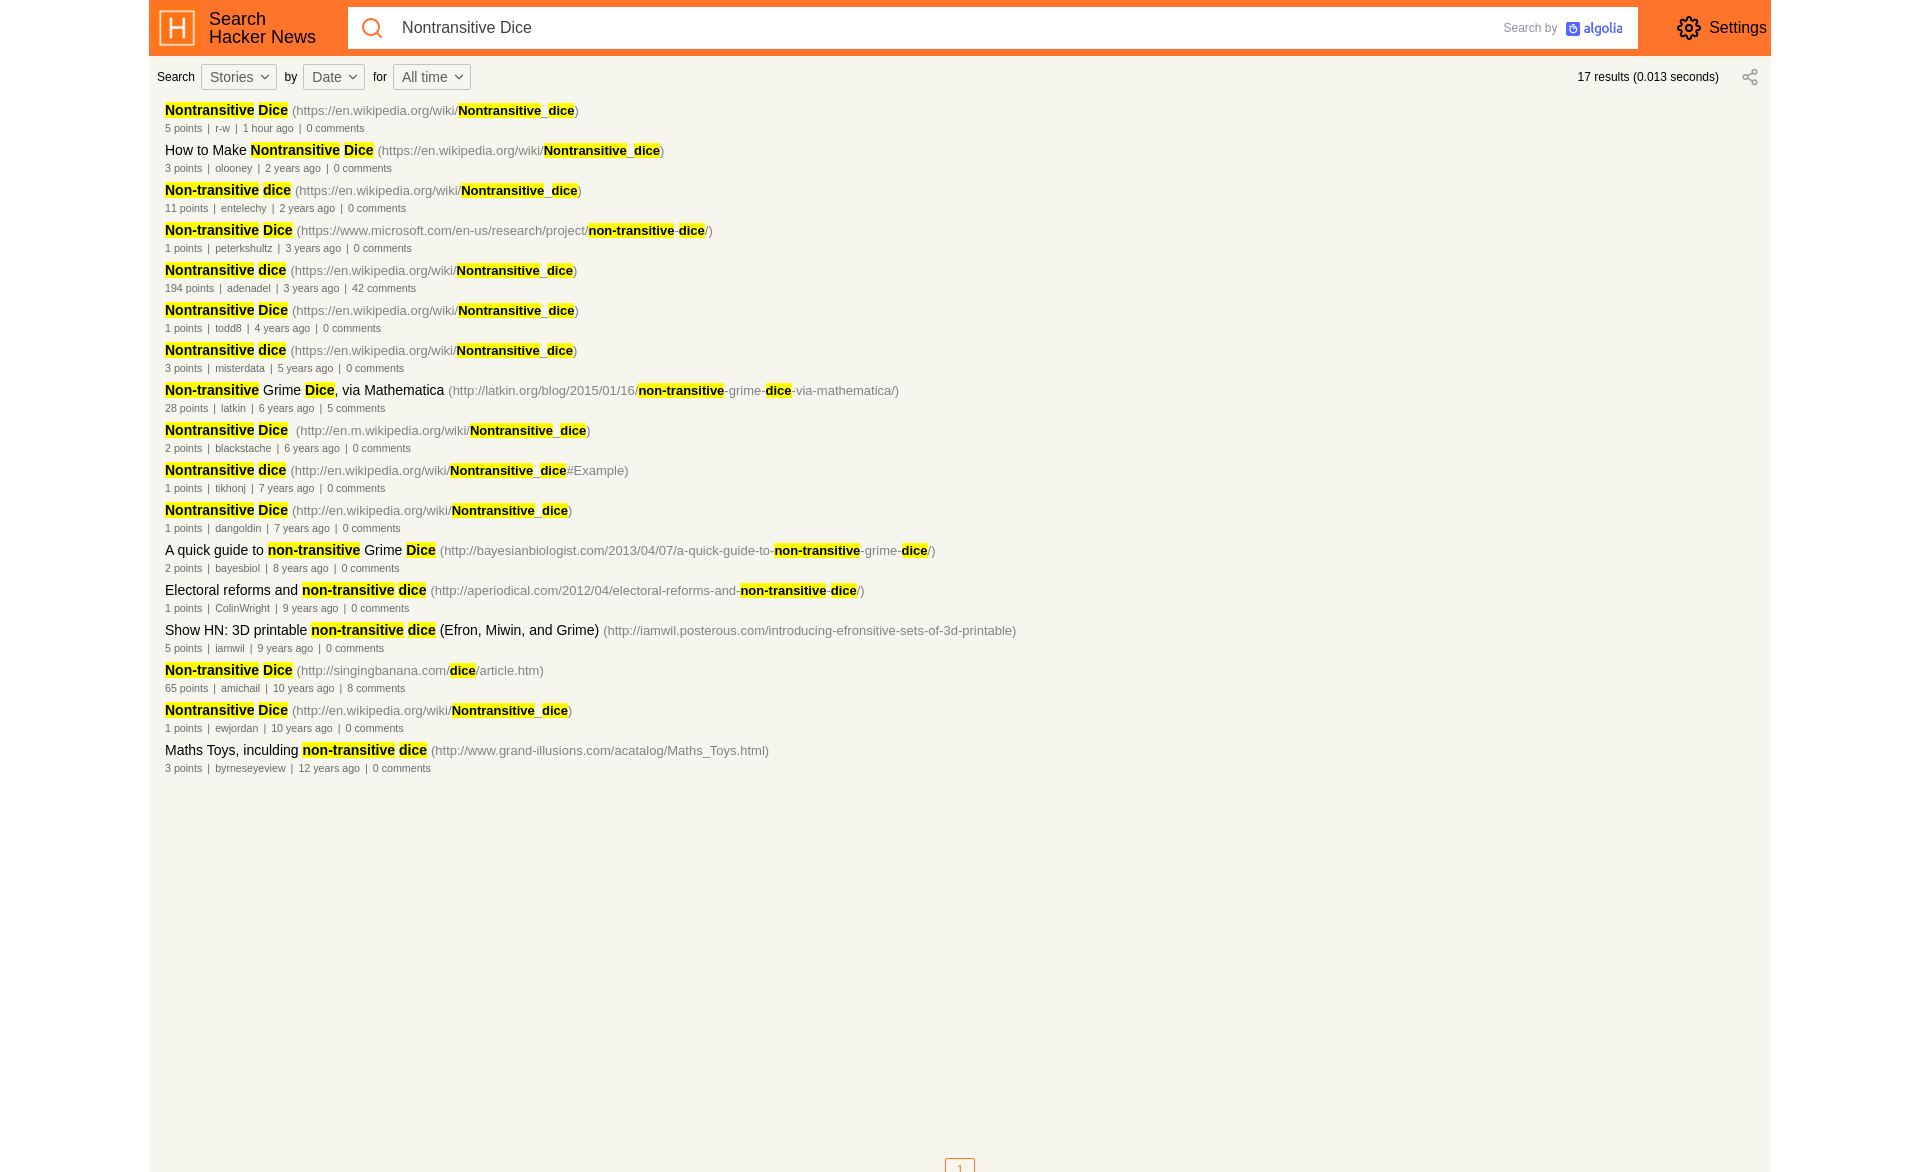 Search
Hacker News
Nontransitive Dice
Search by algolia
Settings
Search Stories by Date for All time
17 results (0.013 seconds)
Nontransitive Dice (https://en.wikipedia.org/wiki/Nontransitive_dice)
5 points | r-w | 1 hour ago | 0 comments
How to Make Nontransitive Dice (https://en.wikipedia.org/wiki/Nontransitive_dice)
3 points | olooney | 2 years ago | 0 comments
Non-transitive dice (https://en.wikipedia.org/wiki/Nontransitive_dice)
11 points | entelechy | 2 years ago | 0 comments
Non-transitive Dice (https://www.microsoft.com/en-us/research/project/non-transitive-dice/)
1 points | peterkshultz | 3 years ago | 0 comments
Nontransitive dice (https://en.wikipedia.org/wiki/Nontransitive_dice)
194 points | adenadel | 3 years ago | 42 comments
Nontransitive Dice (https://en.wikipedia.org/wiki/Nontransitive_dice)
1 points | todd8 | 4 years ago | 0 comments
Nontransitive dice (https://en.wikipedia.org/wiki/Nontransitive_dice)
3 points | misterdata | 5 years ago | 0 comments
Non-transitive Grime Dice, via Mathematica (http://latkin.org/blog/2015/01/16/non-transitive-grime-dice-via-mathematica/)
28 points | latkin | 6 years ago | 5 comments
Nontransitive Dice (http://en.m.wikipedia.org/wiki/Nontransitive_dice)
2 points | blackstache | 6 years ago | 0 comments
Nontransitive dice (http://en.wikipedia.org/wiki/Nontransitive_dice#Example)
1 points | tikhonj | 7 years ago | 0 comments
Nontransitive Dice (http://en.wikipedia.org/wiki/Nontransitive_dice)
1 points | dangoldin | 7 years ago | 0 comments
A quick guide to non-transitive Grime Dice (http://bayesianbiologist.com/2013/04/07/a-quick-guide-to-non-transitive-grime-dice/)
2 points | bayesbiol | 8 years ago | 0 comments
Electoral reforms and non-transitive dice (http://aperiodical.com/2012/04/electoral-reforms-and-non-transitive-dice/)
1 points | ColinWright | 9 years ago | 0 comments
Show HN: 3D printable non-transitive dice (Efron, Miwin, and Grime) (http://iamwil.posterous.com/introducing-efronsitive-sets-of-3d-printable)
5 points | iamwil | 9 years ago | 0 comments
Non-transitive Dice (http://singingbanana.com/dice/article.htm)
65 points | amichail | 10 years ago | 8 comments
Nontransitive Dice (http://en.wikipedia.org/wiki/Nontransitive_dice)
1 points | ewjordan | 10 years ago | 0 comments
Maths Toys, inculding non-transitive dice (http://www.grand-illusions.com/acatalog/Maths_Toys.html)
3 points | byrneseyeview | 12 years ago | 0 comments
1